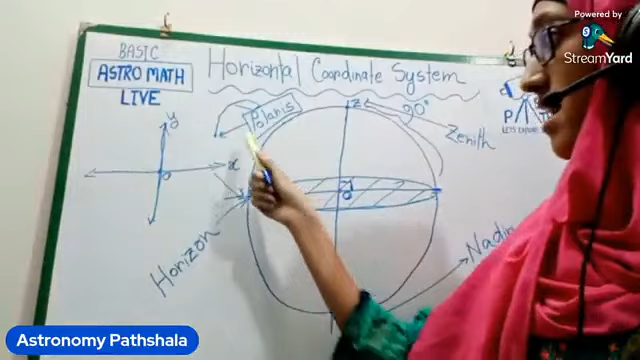 Powered by
StreamYard
BASIC
ASTRO MATH
LIVE
Horizontal Coordinate System
Polaris
Z
90°
Zenith
y
x
O
O
Horizon
Nadir
Astronomy Pathshala